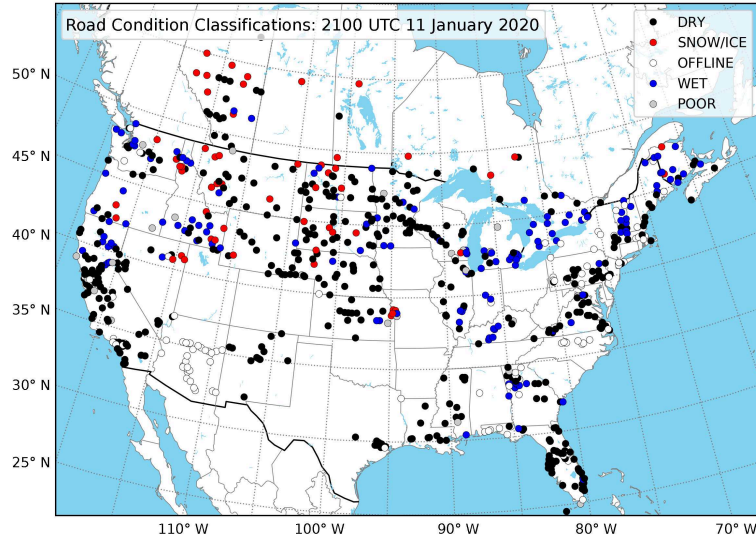 Road Condition Classifications: 2100 UTC 11 January 2020
DRY
SNOW/ICE
OFFLINE
WET
POOR
50° N
45° N
40° N
35° N
30° N
25° N
110° W
100° W
90° W
80° W
70° W